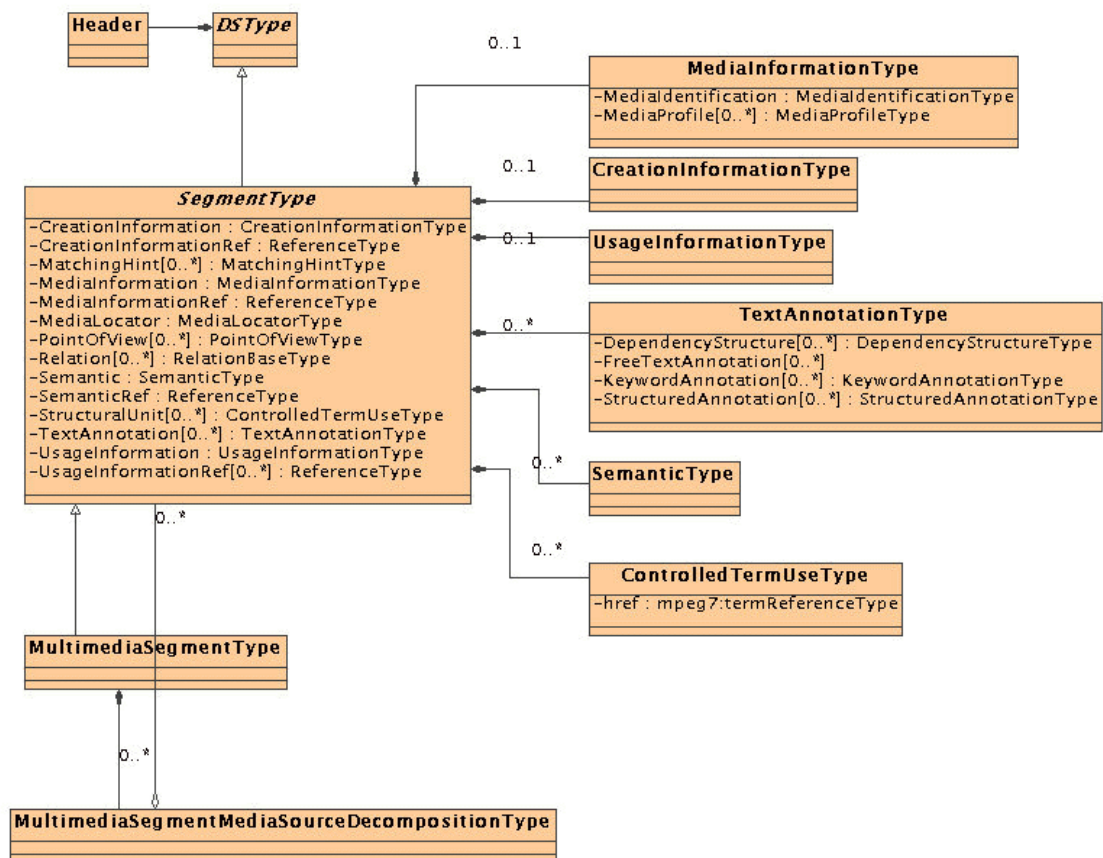 Header
DSType
0..1
MediaInformationType
-MediaIdentification : MediaIdentificationType
-MediaProfile[0..*] : MediaProfileType
0..1
CreationInformationType
SegmentType
-CreationInformation : CreationInformationType
-CreationInformationRef : ReferenceType
-MatchingHint[0..*] : MatchingHintType
-MediaInformation : MediaInformationType
-MediaInformationRef : ReferenceType
-MediaLocator : MediaLocatorType
-PointOfView[0..*] : PointOfViewType
-Relation[0..*] : RelationBaseType
-Semantic : SemanticType
-SemanticRef : ReferenceType
-StructuralUnit[0..*] : ControlledTermUseType
-TextAnnotation[0..*] : TextAnnotationType
-UsageInformation : UsageInformationType
-UsageInformationRef[0..*] : ReferenceType
0..1
UsageInformationType
0..*
TextAnnotationType
-DependencyStructure[0..*] : DependencyStructureType
-FreeTextAnnotation[0..*]
-KeywordAnnotation[0..*] : KeywordAnnotationType
-StructuredAnnotation[0..*] : StructuredAnnotationType
0..*
SemanticType
0..*
0..*
ControlledTermUseType
-href : mpeg7:termReferenceType
MultimediaSegmentType
0..*
MultimediaSegmentMediaSourceDecompositionType